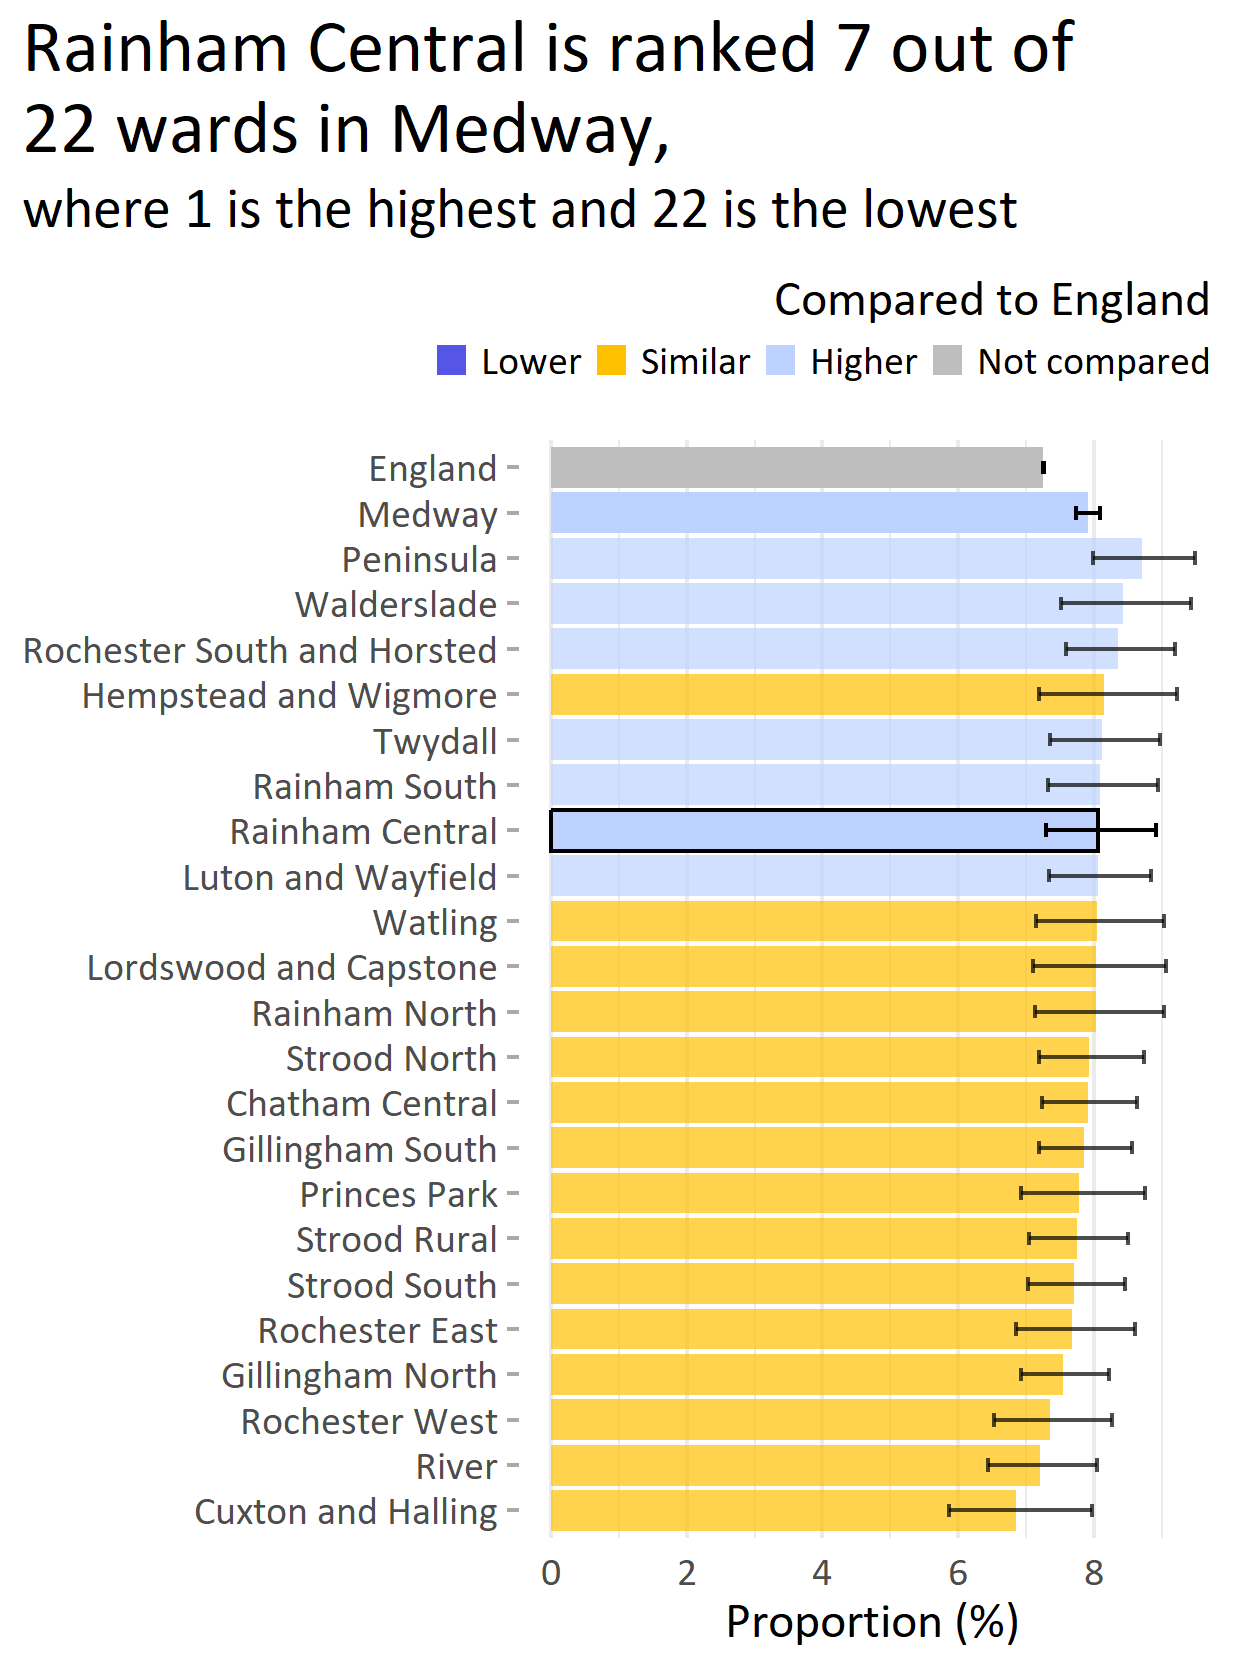 Rainham Central is ranked 7 out of
22 wards in Medway,
where 1 is the highest and 22 is the lowest
Compared to England
Lower Similar Higher Not compared
England
Medway
Peninsula
Walderslade
Rochester South and Horsted
Hempstead and Wigmore
Twydall
Rainham South
Rainham Central
Luton and Wayfield
Watling
Lordswood and Capstone
Rainham North
Strood North
Chatham Central
Gillingham South
Princes Park
Strood Rural
Strood South
Rochester East
Gillingham North
Rochester West
River
Cuxton and Halling
0 2 4 6 8
Proportion (%)